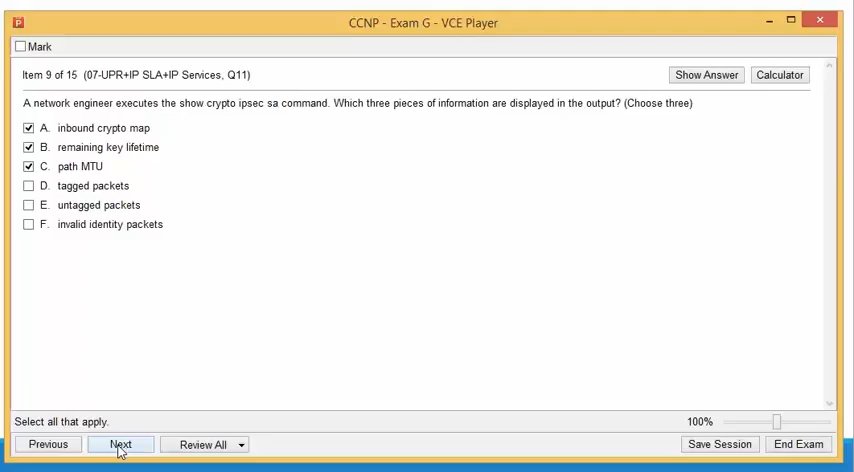 CCNP - Exam G - VCE Player
Mark
Item 9 of 15 (07-UPR+IP SLA+IP Services, Q11)
Show Answer
Calculator
A network engineer executes the show crypto ipsec sa command. Which three pieces of information are displayed in the output? (Choose three)
A. inbound crypto map
B. remaining key lifetime
C. path MTU
D. tagged packets
E. untagged packets
F. invalid identity packets
Select all that apply.
100%
Previous
Next
Review All
Save Session
End Exam